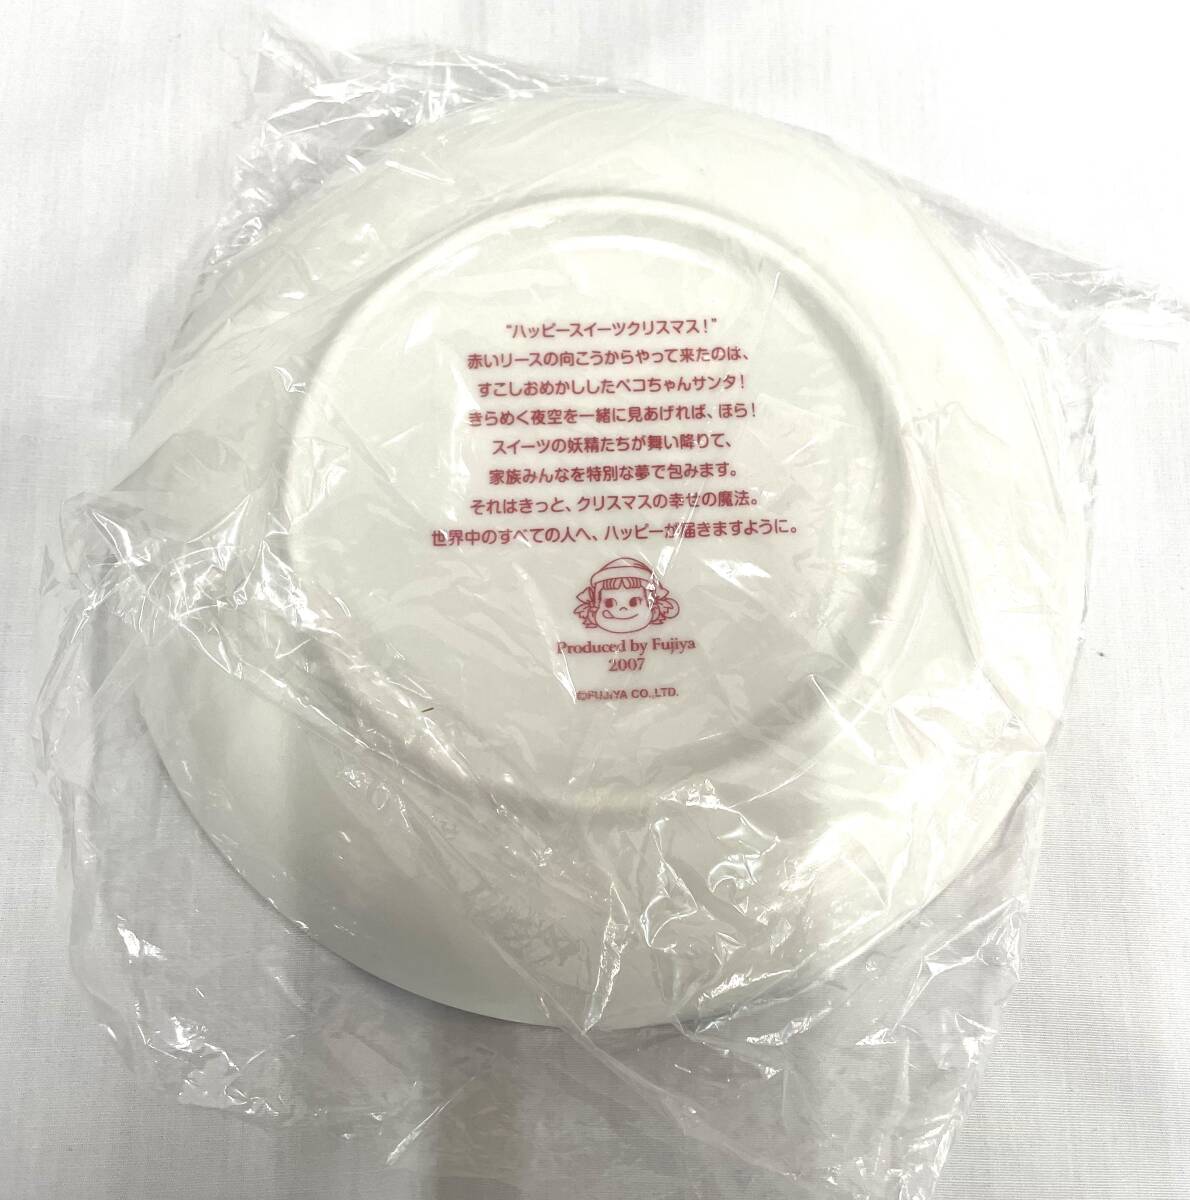 “ハッピースイーツクリスマス！”
赤いリースの向こうからやって来たのは、
すこしおめかししたペコちゃんサンタ！
きらめく夜空を一緒に見あげれば、ほら！
スイーツの妖精たちが舞い降りて、
家族みんなを特別な夢で包みます。
それはきっと、クリスマスの幸せの魔法。
世界中のすべての人へ、ハッピーが届きますように。
Produced by Fujiya
2007
©FUJIYA CO.,LTD.